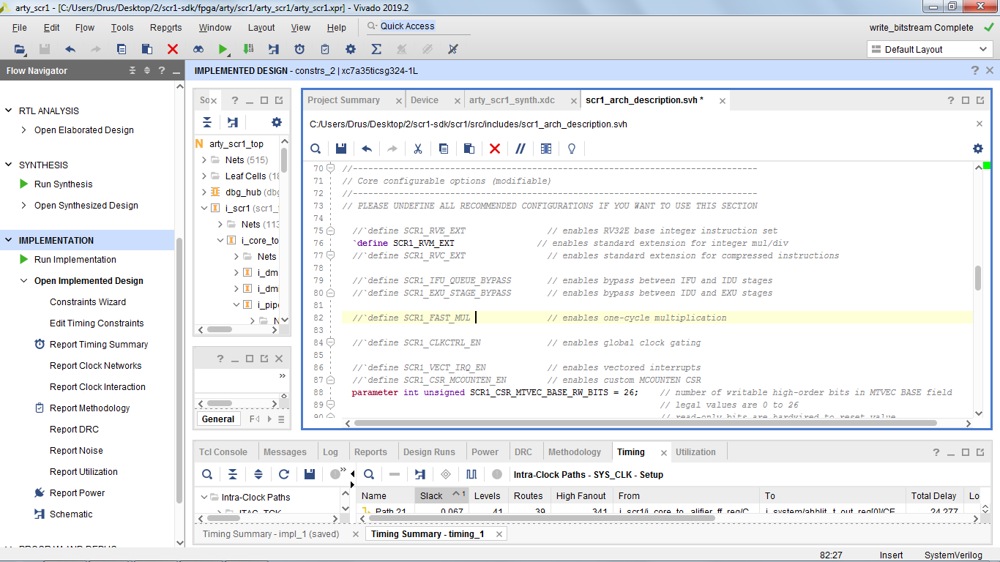 arty_scr1 - [C:/Users/Drus/Desktop/2/scr1-sdk/fpga/arty/scr1/arty_scr1/arty_scr1.xpr] - Vivado 2019.2
File Edit Flow Tools Reports Window Layout View Help Quick Access
write_bitstream Complete
Default Layout
Flow Navigator
RTL ANALYSIS
Open Elaborated Design
SYNTHESIS
Run Synthesis
Open Synthesized Design
IMPLEMENTATION
Run Implementation
Open Implemented Design
Constraints Wizard
Edit Timing Constraints
Report Timing Summary
Report Clock Networks
Report Clock Interaction
Report Methodology
Report DRC
Report Noise
Report Utilization
Report Power
Schematic
IMPLEMENTED DESIGN - constrs_2 | xc7a35ticsg324-1L
So
arty_scr1_top
Nets (515)
Leaf Cells (18
dbg_hub (dbg
i_scr1 (scr1_
Nets (113
i_core_to
Nets
i_dm
i_dm
i_pipe
N
General
Project Summary Device arty_scr1_synth.xdc scr1_arch_description.svh *
C:/Users/Drus/Desktop/2/scr1-sdk/scr1/src/includes/scr1_arch_description.svh
70 //-------------------------------------------------------------------------------
71 // Core configurable options (modifiable)
72 //-------------------------------------------------------------------------------
73 // PLEASE UNDEFINE ALL RECOMMENDED CONFIGURATIONS IF YOU WANT TO USE THIS SECTION
74
75 //`define SCR1_RVE_EXT // enables RV32E base integer instruction set
76 `define SCR1_RVM_EXT // enables standard extension for integer mul/div
77 //`define SCR1_RVC_EXT // enables standard extension for compressed instructions
78
79 //`define SCR1_IFU_QUEUE_BYPASS // enables bypass between IFU and IDU stages
80 //`define SCR1_EXU_STAGE_BYPASS // enables bypass between IDU and EXU stages
81
82 //`define SCR1_FAST_MUL // enables one-cycle multiplication
83
84 //`define SCR1_CLKCTRL_EN // enables global clock gating
85
86 //`define SCR1_VECT_IRQ_EN // enables vectored interrupts
87 //`define SCR1_CSR_MCOUNTEN_EN // enables custom MCOUNTEN CSR
88 parameter int unsigned SCR1_CSR_MTVEC_BASE_RW_BITS = 26; // number of writable high-order bits in MTVEC BASE field
89 // legal values are 0 to 26
90 // read-only bits are hardwired to reset value
Tcl Console Messages Log Reports Design Runs Power DRC Methodology Timing Utilization
Intra-Clock Paths - SYS_CLK - Setup
Intra-Clock Paths
JTAG_TCK
Name Slack 1 Levels Routes High Fanout From To Total Delay Lo
Path 21 0.067 41 39 341 i_scr1/i_core_to_alifier_ff_reg/C i_system/ahblit_t_out_reg[0]/CE 24.277
Timing Summary - impl_1 (saved) Timing Summary - timing_1
82:27 Insert SystemVerilog